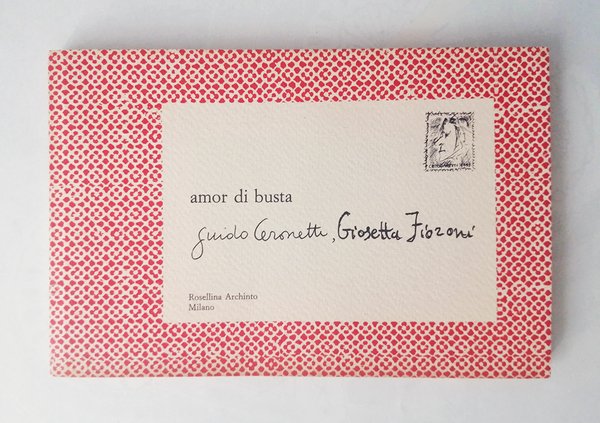 amor di busta
Guido Ceronetti, Giosetta Fioroni
Rosellina Archinto
Milano